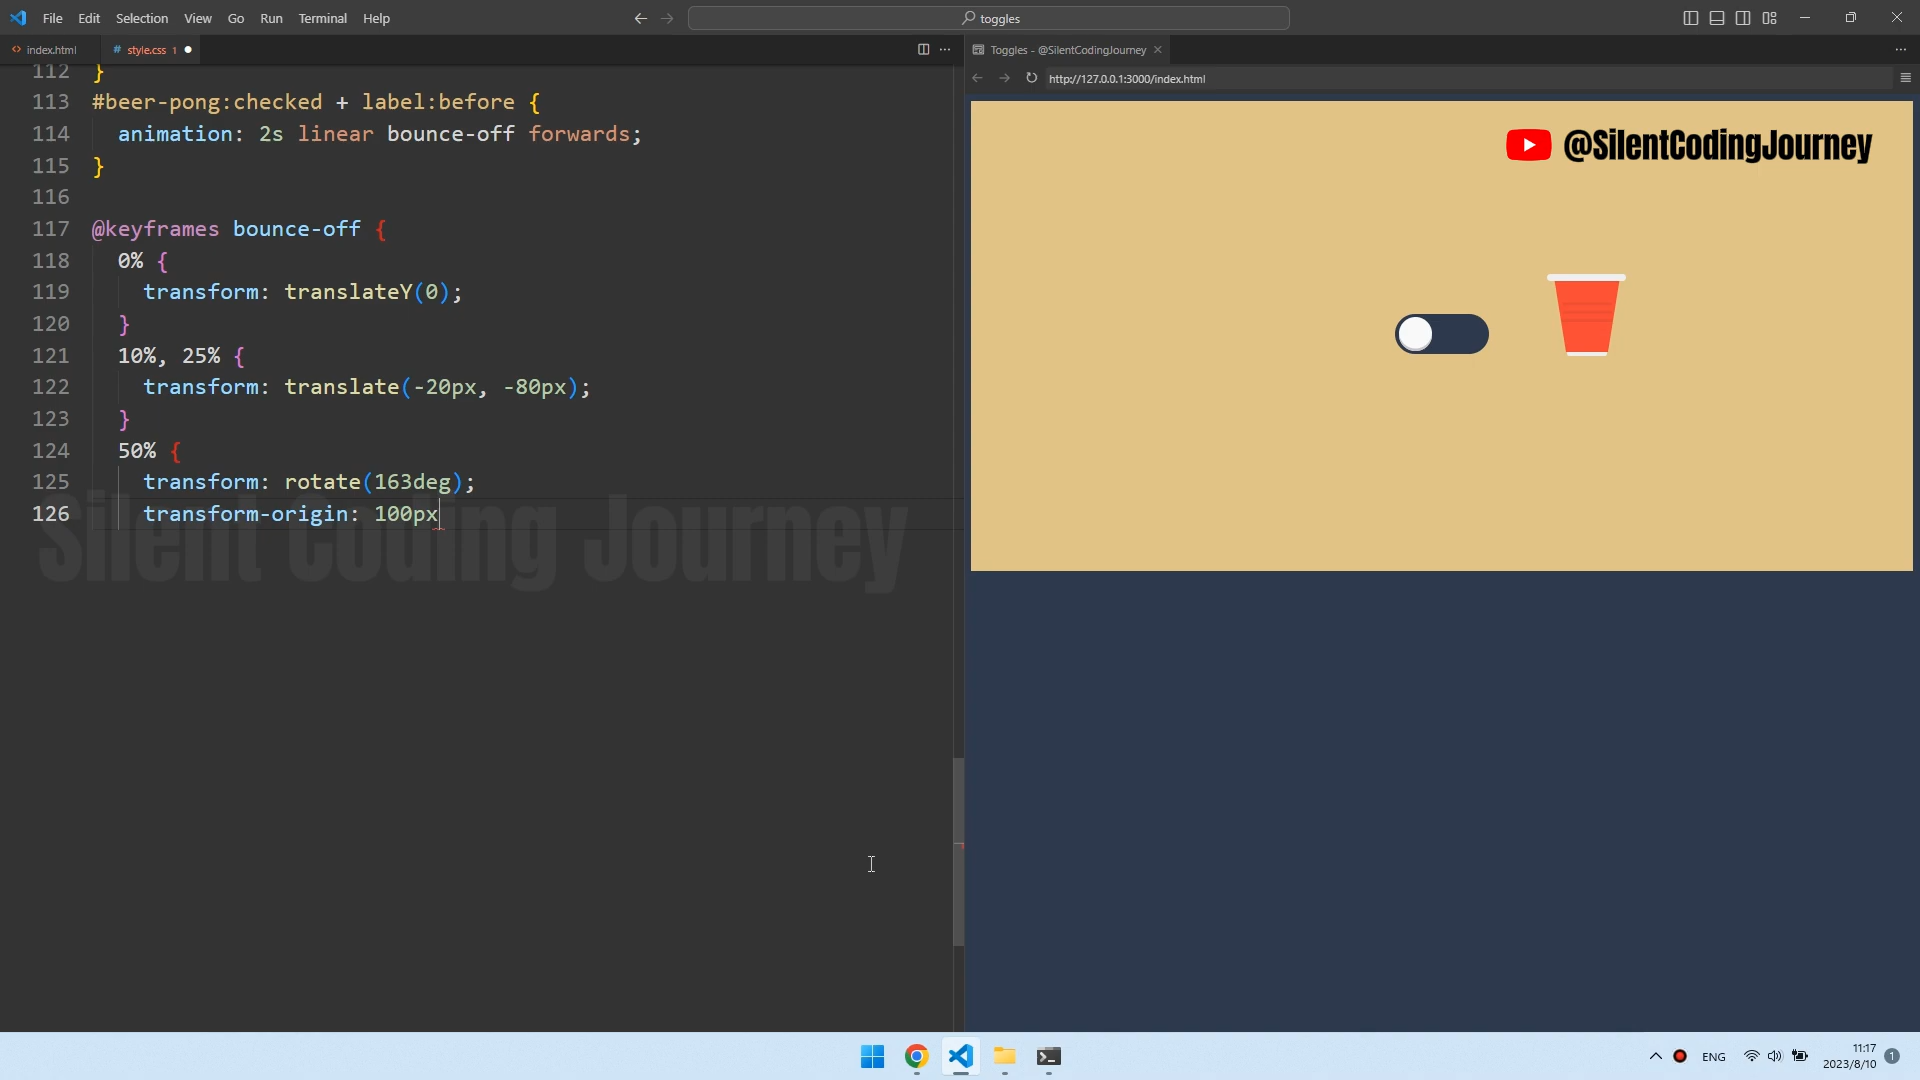 File Edit Selection View Go Run Terminal Help
toggles
index.html
# style.css 1
Toggles - @SilentCodingJourney
http://127.0.0.1:3000/index.html
112 }
113 #beer-pong:checked + label:before {
114 animation: 2s linear bounce-off forwards;
115 }
116
117 @keyframes bounce-off {
118 0% {
119 transform: translateY(0);
120 }
121 10%, 25% {
122 transform: translate(-20px, -80px);
123 }
124 50% {
125 transform: rotate(163deg);
126 transform-origin: 100px
Silent Coding Journey
@SilentCodingJourney
ENG
11:17
2023/8/10
1